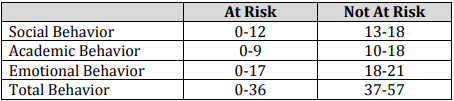 At Risk Not At Risk
Social Behavior 0-12 13-18
Academic Behavior 0-9 10-18
Emotional Behavior 0-17 18-21
Total Behavior 0-36 37-57